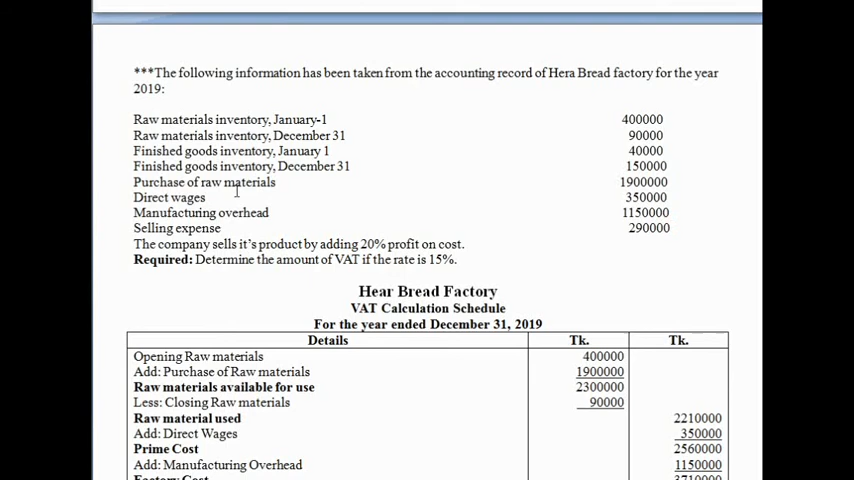 ***The following information has been taken from the accounting record of Hera Bread factory for the year
2019:
Raw materials inventory, January-1 400000
Raw materials inventory, December 31 90000
Finished goods inventory, January 1 40000
Finished goods inventory, December 31 150000
Purchase of raw materials 1900000
Direct wages 350000
Manufacturing overhead 1150000
Selling expense 290000
The company sells it's product by adding 20% profit on cost.
Required: Determine the amount of VAT if the rate is 15%.
Hear Bread Factory
VAT Calculation Schedule
For the year ended December 31, 2019
Details Tk. Tk.
Opening Raw materials 400000
Add: Purchase of Raw materials 1900000
Raw materials available for use 2300000
Less: Closing Raw materials 90000
Raw material used 2210000
Add: Direct Wages 350000
Prime Cost 2560000
Add: Manufacturing Overhead 1150000
Factory Cost 3710000